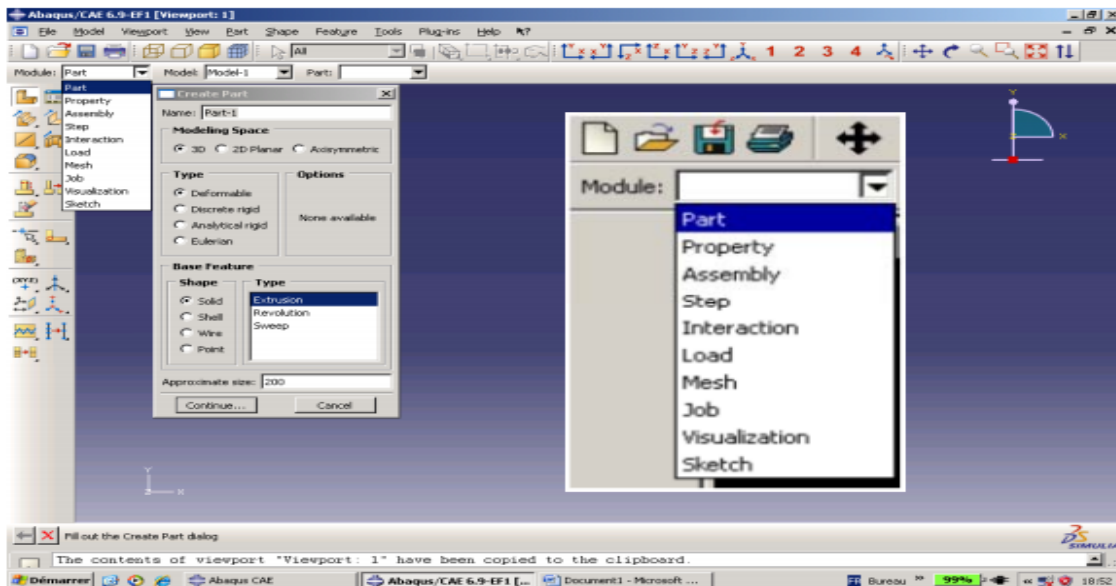 Abaqus/CAE 6.9-EF1 [Viewport: 1]
File Model Viewport View Part Shape Feature Tools Plug-ins Help
All 1 2 3 4
Module: Part Model: Model-1 Part:
Part
Property
Assembly
Step
Interaction
Load
Mesh
Job
Visualization
Sketch
Create Part
Name: Part-1
Modeling Space
3D 2D Planar Axisymmetric
Type Options
Deformable
Discrete rigid
Analytical rigid
Eulerian
None available
Base Feature
Shape Type
Solid
Shell
Wire
Point
Extrusion
Revolution
Sweep
Approximate size: 200
Continue... Cancel
Module:
Part
Property
Assembly
Step
Interaction
Load
Mesh
Job
Visualization
Sketch
Y
X
Y
Z X
Fill out the Create Part dialog
SIMULIA
The contents of viewport "Viewport: 1" have been copied to the clipboard.
Démarrer Abaqus CAE Abaqus/CAE 6.9-EF1 [... Document1 - Microsoft ... Bureau 99% 18:52